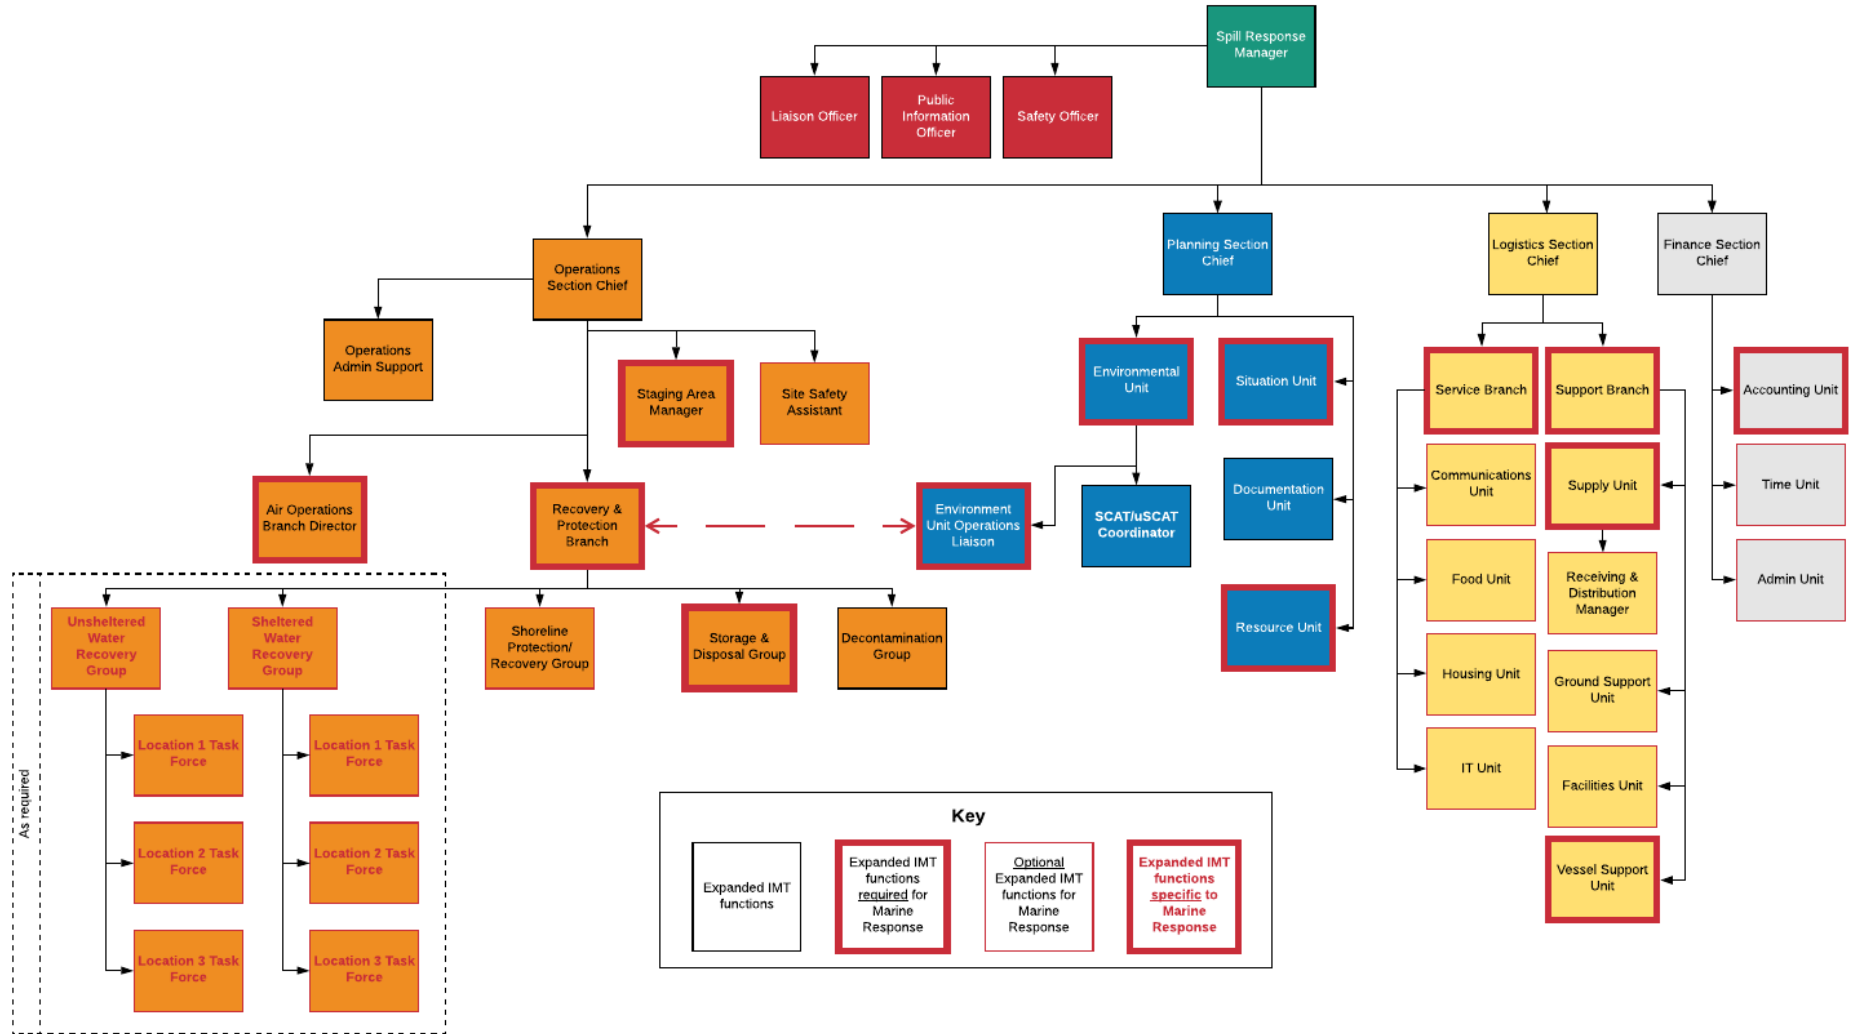 Spill Response
Manager
Liaison Officer
Public
Information
Officer
Safety Officer
Operations
Section Chief
Planning Section
Chief
Logistics Section
Chief
Finance Section
Chief
Operations
Admin Support
Staging Area
Manager
Site Safety
Assistant
Environmental
Unit
Situation Unit
Service Branch
Support Branch
Accounting Unit
Air Operations
Branch Director
Recovery &
Protection
Branch
Environment
Unit Operations
Liaison
SCAT/uSCAT
Coordinator
Documentation
Unit
Communications
Unit
Supply Unit
Time Unit
Food Unit
Receiving &
Distribution
Manager
Admin Unit
As required
Unsheltered
Water
Recovery
Group
Sheltered
Water
Recovery
Group
Shoreline
Protection/
Recovery Group
Storage &
Disposal Group
Decontamination
Group
Resource Unit
Housing Unit
Ground Support
Unit
Location 1 Task
Force
Location 1 Task
Force
IT Unit
Facilities Unit
Location 2 Task
Force
Location 2 Task
Force
Vessel Support
Unit
Location 3 Task
Force
Location 3 Task
Force
Key
Expanded IMT
functions
Expanded IMT
functions
required for
Marine
Response
Optional
Expanded IMT
functions for
Marine
Response
Expanded IMT
functions
specific to
Marine
Response